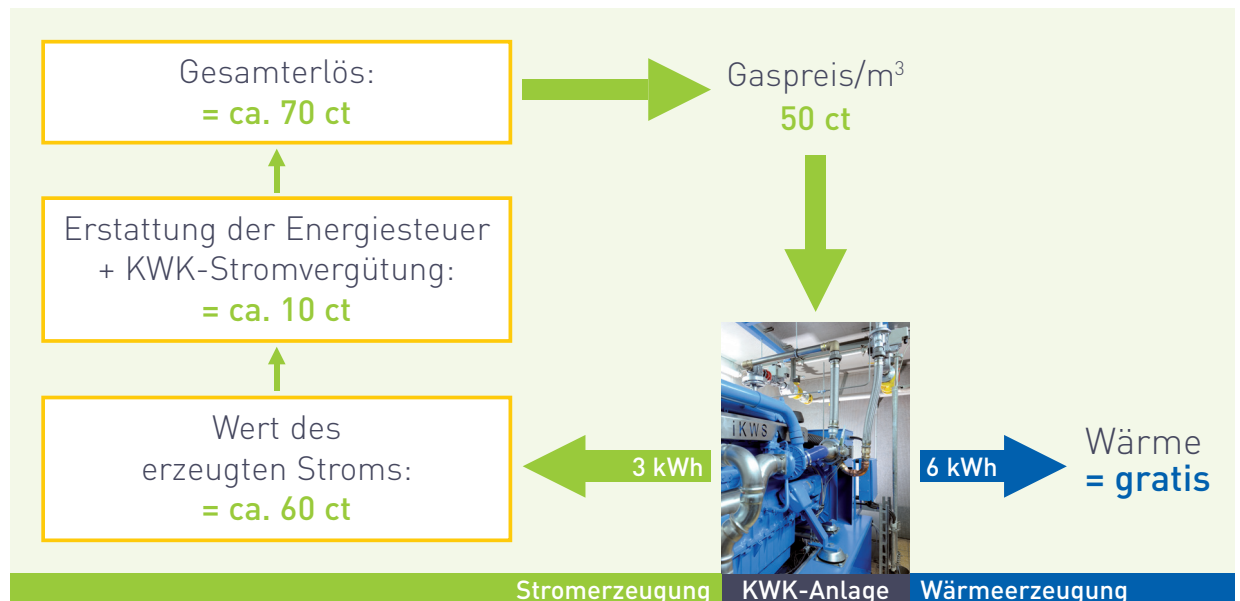 Gesamterlös:
= ca. 70 ct
Gaspreis/m³
50 ct
Erstattung der Energiesteuer
+ KWK-Stromvergütung:
= ca. 10 ct
Wert des
erzeugten Stroms:
= ca. 60 ct
3 kWh
iKWS
6 kWh
Wärme
= gratis
Stromerzeugung
KWK-Anlage
Wärmeerzeugung